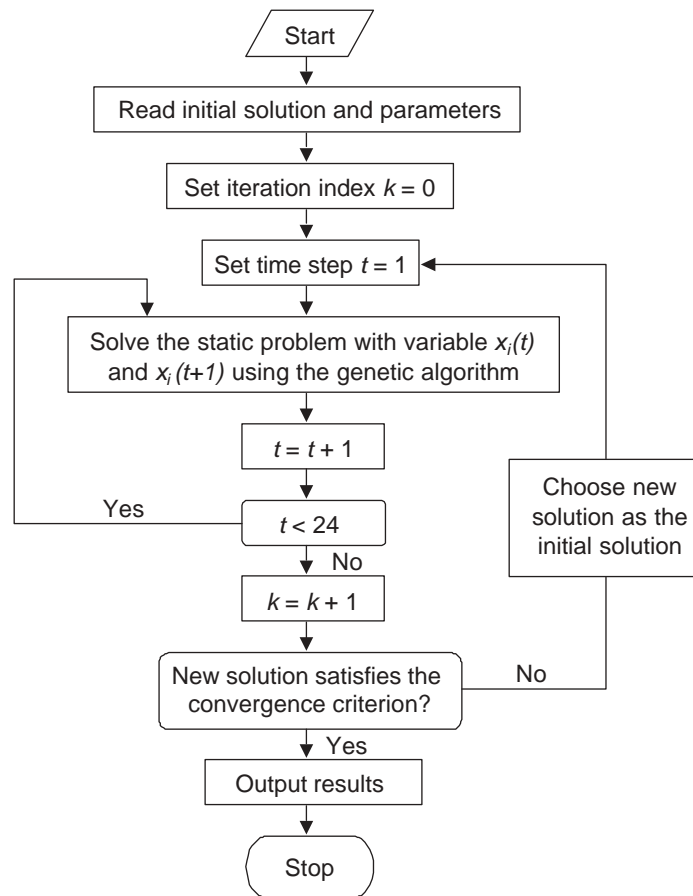 Start
Read initial solution and parameters
Set iteration index k = 0
Set time step t = 1
Solve the static problem with variable xᵢ(t)
and xᵢ(t+1) using the genetic algorithm
t = t + 1
Yes
t < 24
No
Choose new
solution as the
initial solution
k = k + 1
New solution satisfies the
convergence criterion?
No
Yes
Output results
Stop